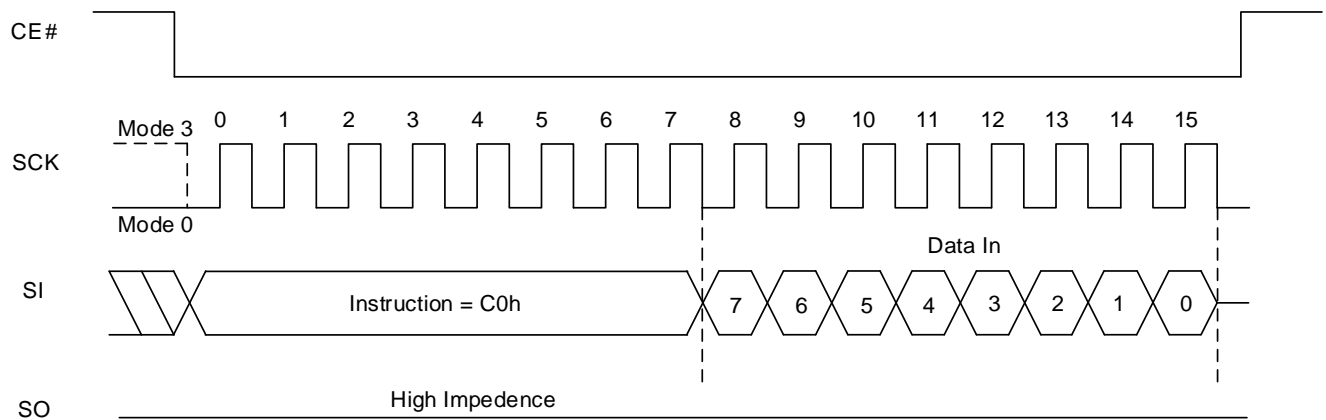 CE#
Mode 3
0 1 2 3 4 5 6 7 8 9 10 11 12 13 14 15
SCK
Mode 0
Data In
SI
Instruction = C0h
7 6 5 4 3 2 1 0
High Impedence
SO